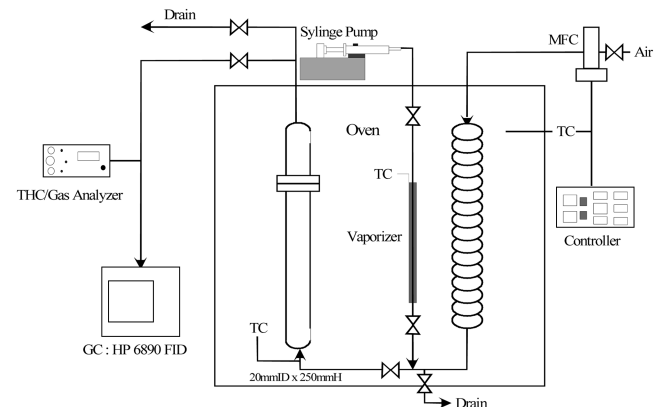 Drain
Sylinge Pump
MFC
Air
Oven
TC
TC
THC/Gas Analyzer
Vaporizer
Controller
TC
GC : HP 6890 FID
20mmID x 250mmH
Drain